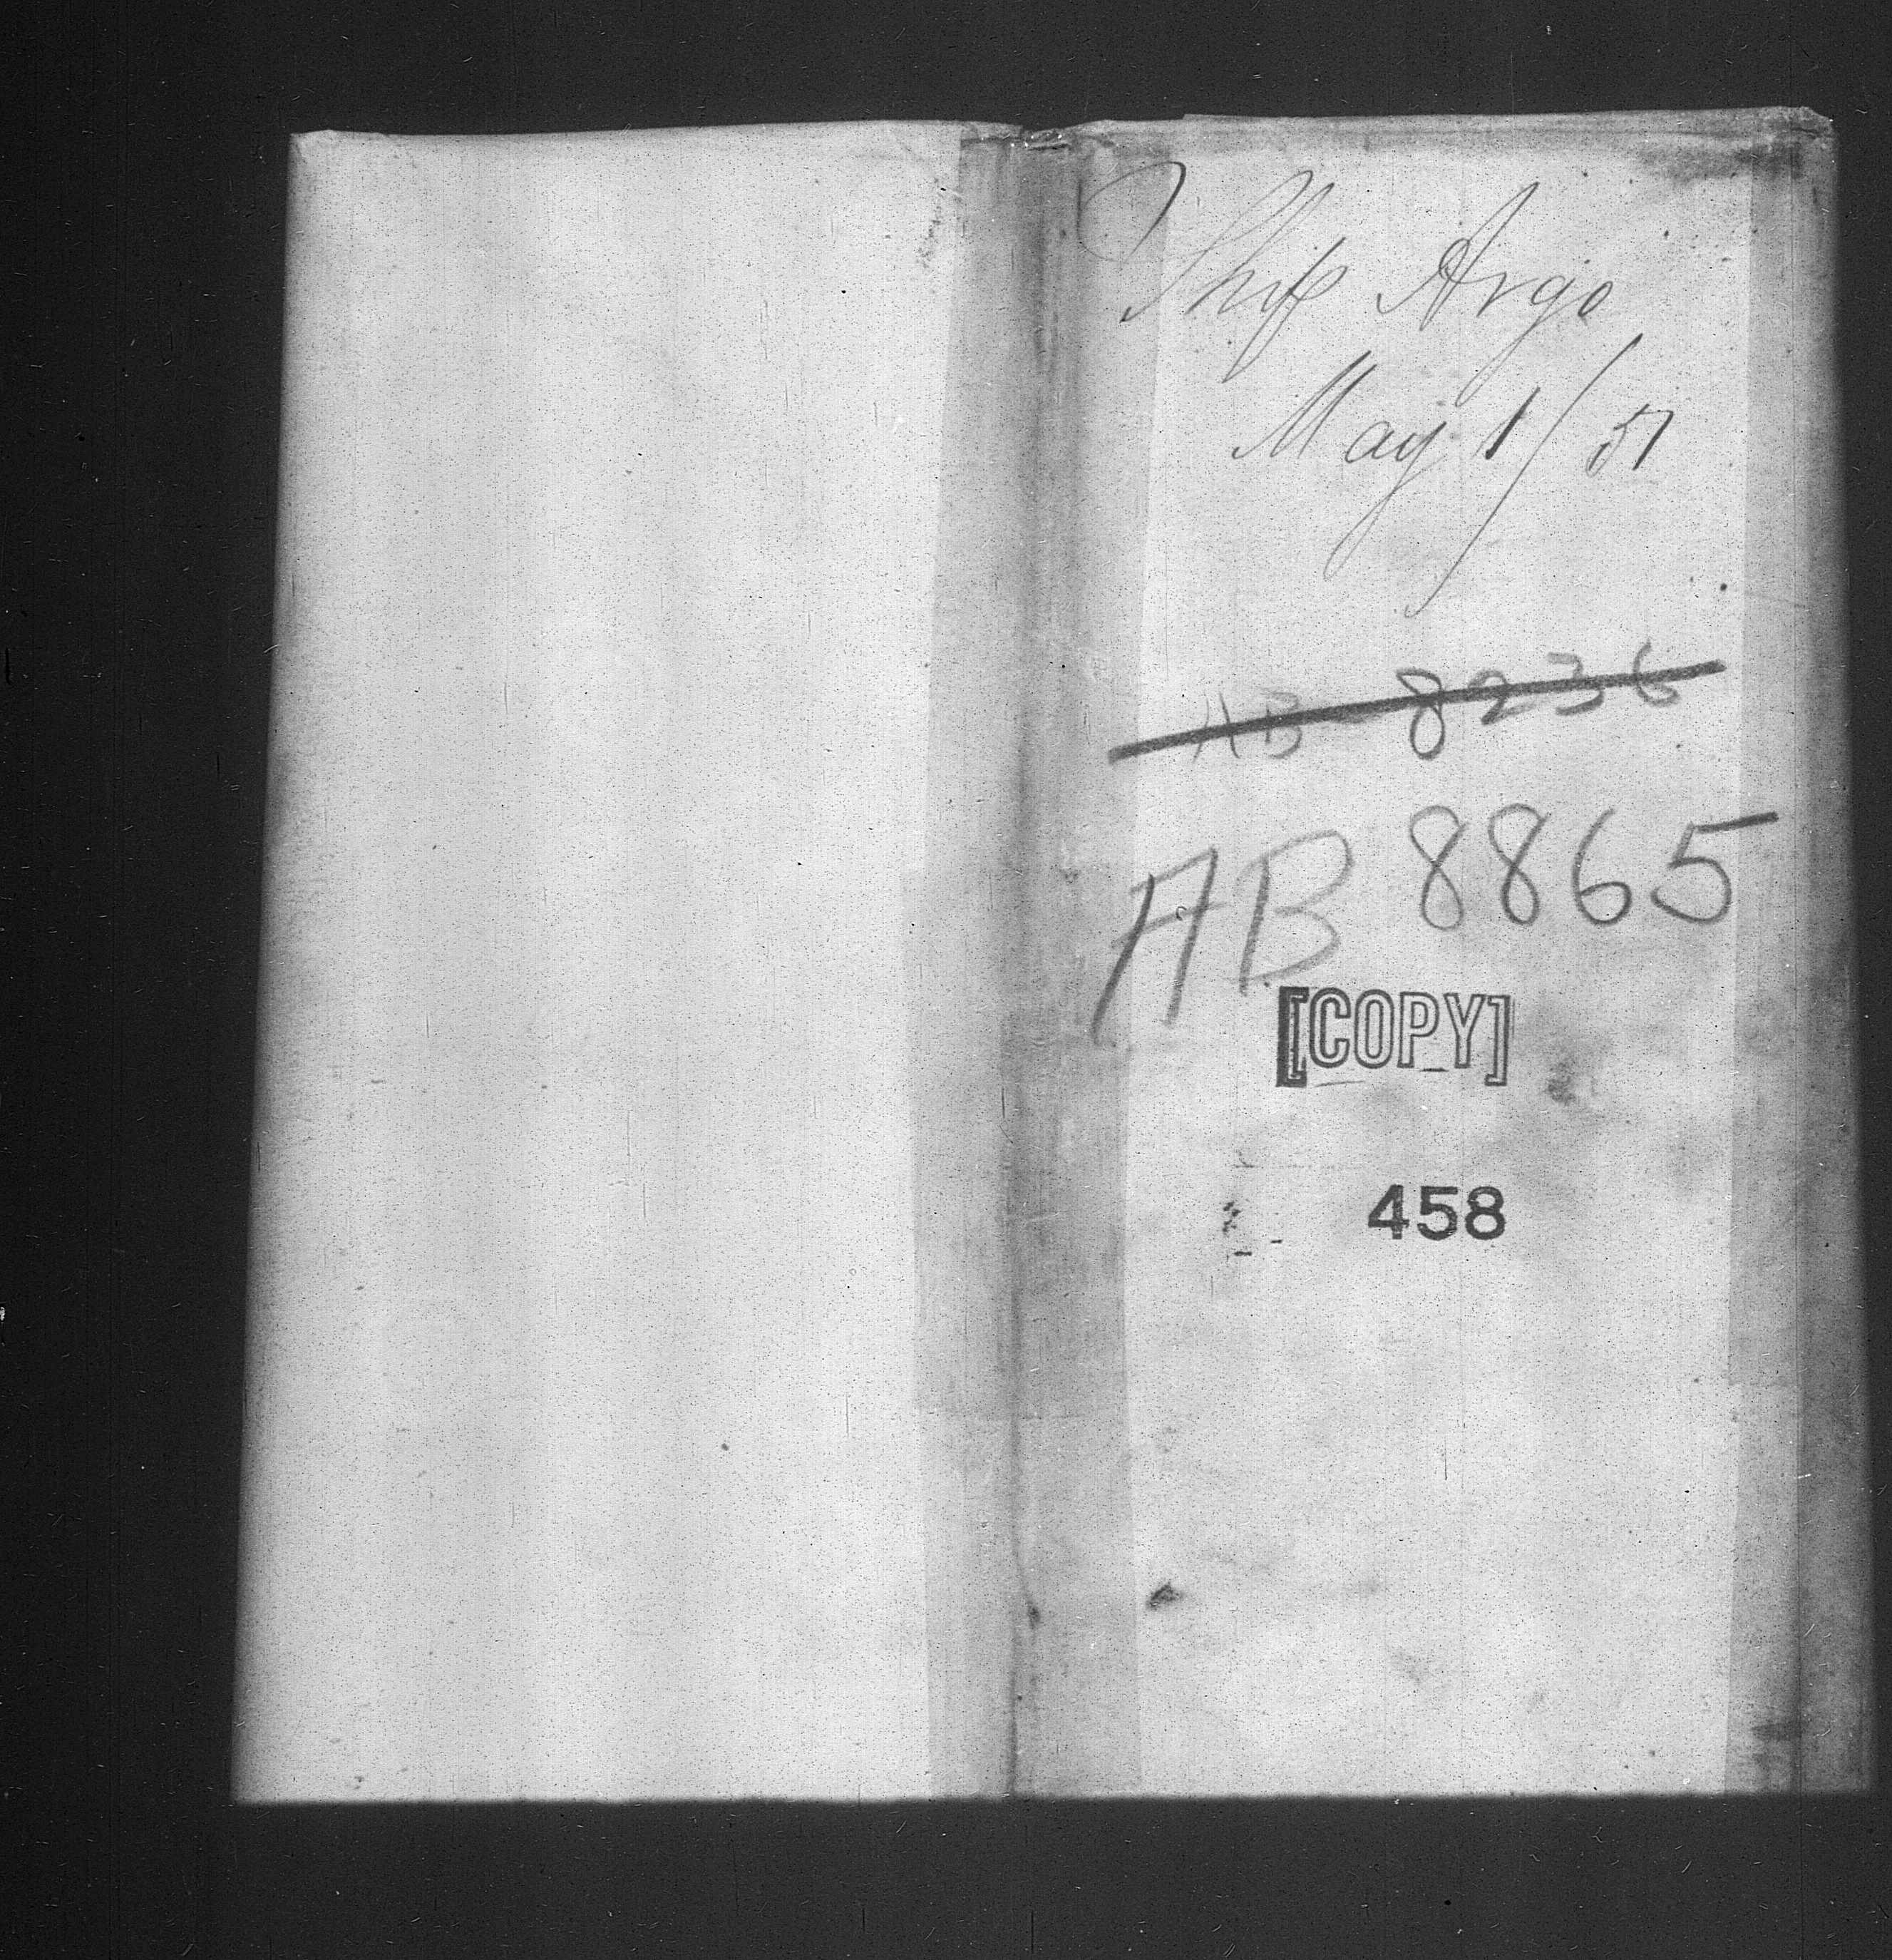 Ship Argo
May 1/51
AB 8236
AB 8865
[COPY]
458